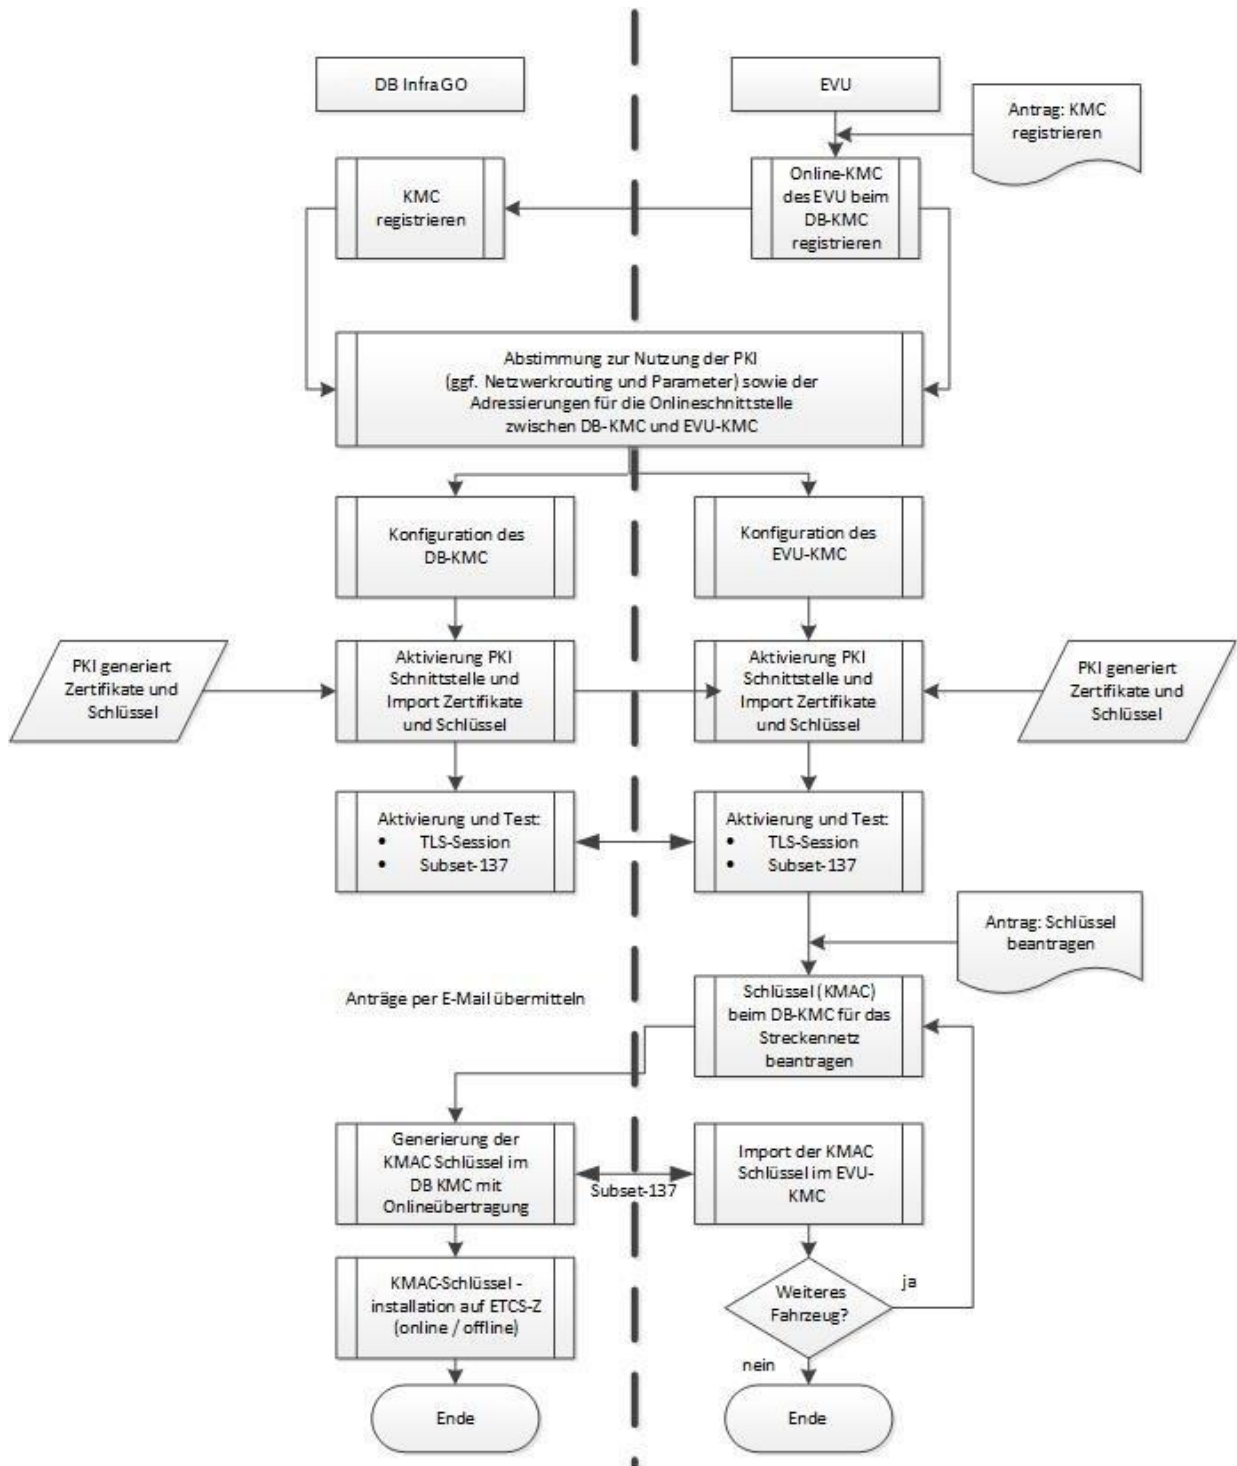 DB InfraGO
EVU
Antrag: KMC
registrieren
KMC
registrieren
Online-KMC
des EVU beim
DB-KMC
registrieren
Abstimmung zur Nutzung der PKI
(ggf. Netzwerkrouting und Parameter) sowie der
Adressierungen für die Onlineschnittstelle
zwischen DB-KMC und EVU-KMC
Konfiguration des
DB-KMC
Konfiguration des
EVU-KMC
PKI generiert
Zertifikate und
Schlüssel
Aktivierung PKI
Schnittstelle und
Import Zertifikate
und Schlüssel
Aktivierung PKI
Schnittstelle und
Import Zertifikate
und Schlüssel
PKI generiert
Zertifikate und
Schlüssel
Aktivierung und Test:
• TLS-Session
• Subset-137
Aktivierung und Test:
• TLS-Session
• Subset-137
Antrag: Schlüssel
beantragen
Anträge per E-Mail übermitteln
Schlüssel (KMAC)
beim DB-KMC für das
Streckennetz
beantragen
Generierung der
KMAC Schlüssel im
DB KMC mit
Onlineübertragung
Subset-137
Import der KMAC
Schlüssel im EVU-
KMC
KMAC-Schlüssel -
installation auf ETCS-Z
(online / offline)
Weiteres
Fahrzeug?
ja
nein
Ende
Ende